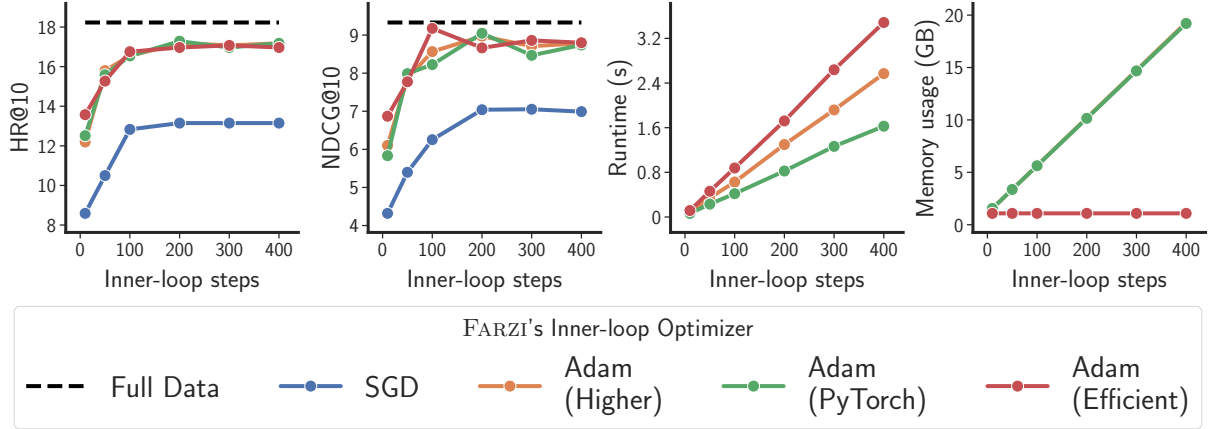 HR@10
18
16
14
12
10
8
0
100
200
300
400
Inner-loop steps
NDCG@10
9
8
7
6
5
4
0
100
200
300
400
Inner-loop steps
Runtime (s)
3.2
2.4
1.6
0.8
0
0
100
200
300
400
Inner-loop steps
Memory usage (GB)
20
15
10
5
0
0
100
200
300
400
Inner-loop steps
FARZI's Inner-loop Optimizer
Full Data
SGD
Adam
(Higher)
Adam
(PyTorch)
Adam
(Efficient)